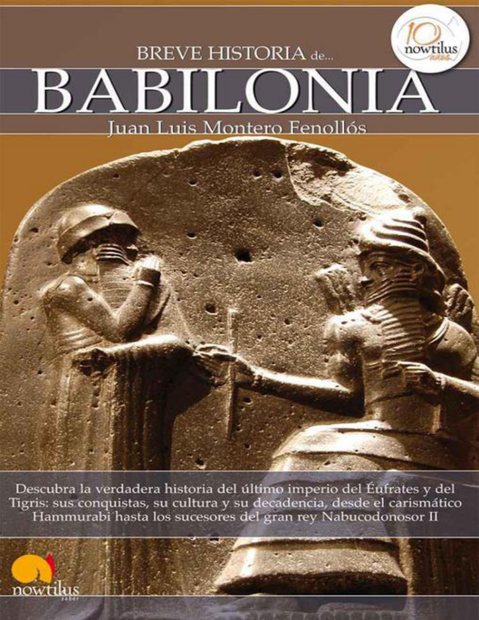 10
nowtilus
años
BREVE HISTORIA de...
BABILONIA
Juan Luis Montero Fenollós
Descubra la verdadera historia del último imperio del Éufrates y del
Tigris: sus conquistas, su cultura y su decadencia, desde el carismático
Hammurabi hasta los sucesores del gran rey Nabucodonosor II
nowtilus
saber